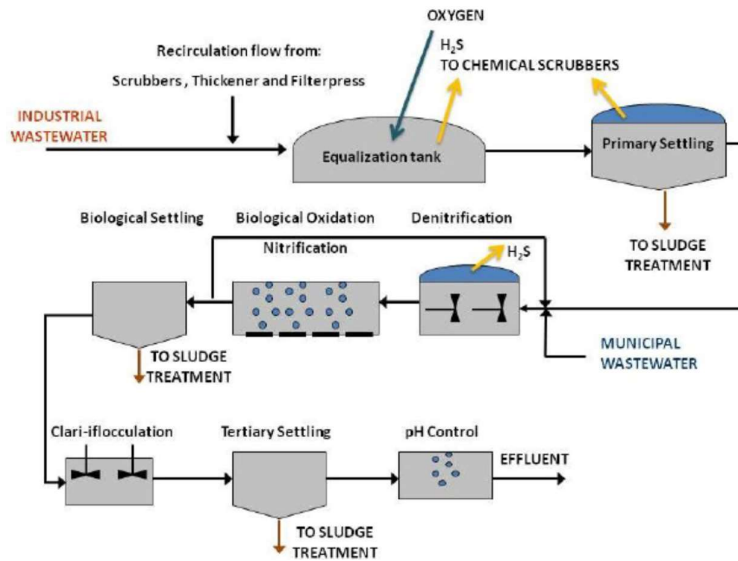 OXYGEN
Recirculation flow from:
H2S
TO CHEMICAL SCRUBBERS
Scrubbers , Thickener and Filterpress
INDUSTRIAL
WASTEWATER
Equalization tank
Primary Settling
TO SLUDGE
TREATMENT
Biological Settling
Biological Oxidation
Denitrification
Nitrification
H2S
TO SLUDGE
TREATMENT
MUNICIPAL
WASTEWATER
Clari-iflocculation
Tertiary Settling
pH Control
EFFLUENT
TO SLUDGE
TREATMENT